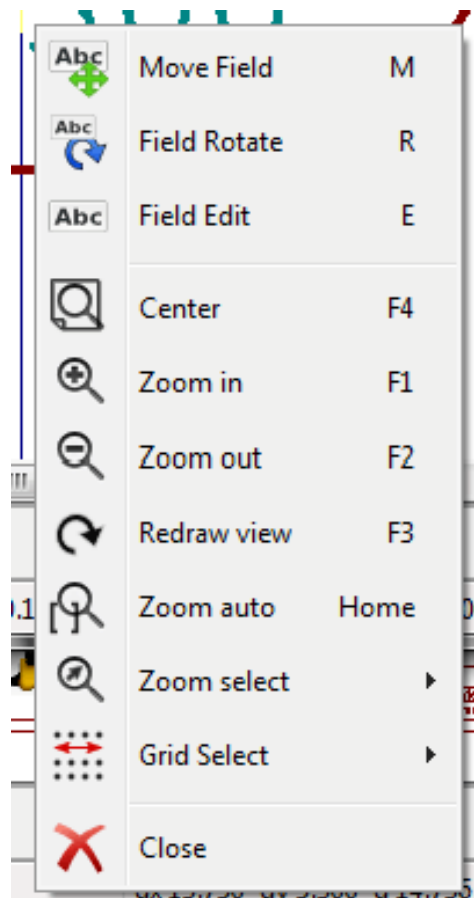 Abc Move Field M
Abc Field Rotate R
Abc Field Edit E
Center F4
Zoom in F1
Zoom out F2
Redraw view F3
Zoom auto Home
Zoom select
Grid Select
Close